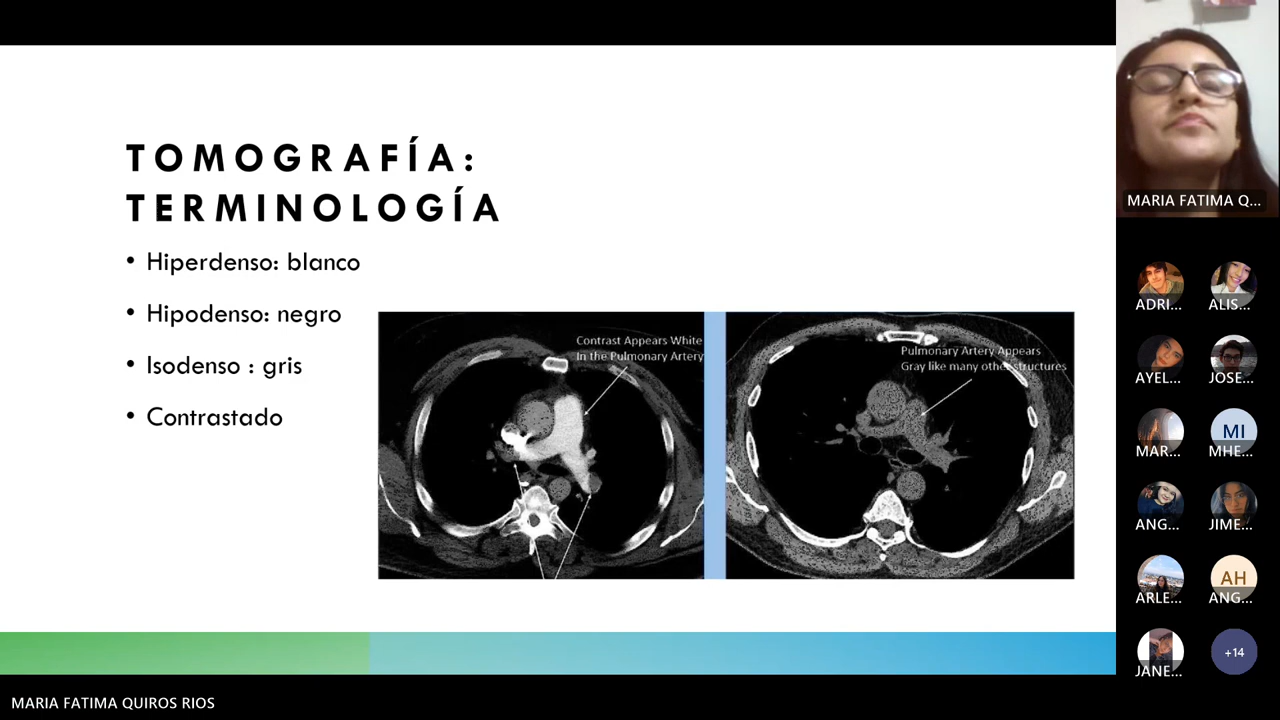 TOMOGRAFÍA:
TERMINOLOGÍA
• Hiperdenso: blanco
• Hipodenso: negro
• Isodenso : gris
• Contrastado
Contrast Appears White
In the Pulmonary Artery
Pulmonary Artery Appears
Gray like many other structures
MARIA FATIMA Q...
ADRI...
ALIS...
AYEL...
JOSE...
MAR...
MI
MHE...
ANG...
JIME...
ARLE...
AH
ANG...
JANE...
+14
MARIA FATIMA QUIROS RIOS